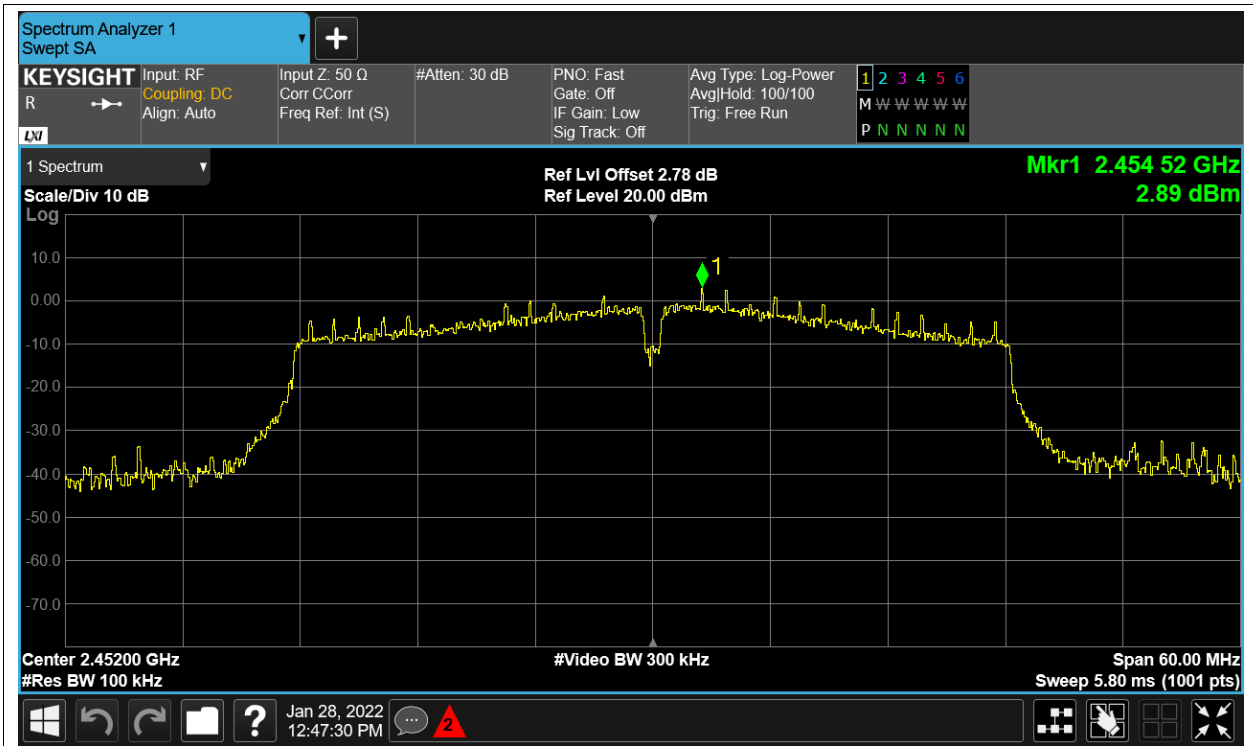 Spectrum Analyzer 1
Swept SA
KEYSIGHT
R
LXI
Input: RF
Coupling: DC
Align: Auto
Input Z: 50 Ω
Corr CCorr
Freq Ref: Int (S)
#Atten: 30 dB
PNO: Fast
Gate: Off
IF Gain: Low
Sig Track: Off
Avg Type: Log-Power
Avg|Hold: 100/100
Trig: Free Run
1 2 3 4 5 6
M W W W W W
P N N N N N
1 Spectrum
Scale/Div 10 dB
Log
Ref Lvl Offset 2.78 dB
Ref Level 20.00 dBm
Mkr1 2.454 52 GHz
2.89 dBm
1
10.0
0.00
-10.0
-20.0
-30.0
-40.0
-50.0
-60.0
-70.0
Center 2.45200 GHz
#Res BW 100 kHz
#Video BW 300 kHz
Span 60.00 MHz
Sweep 5.80 ms (1001 pts)
?
Jan 28, 2022
12:47:30 PM
2